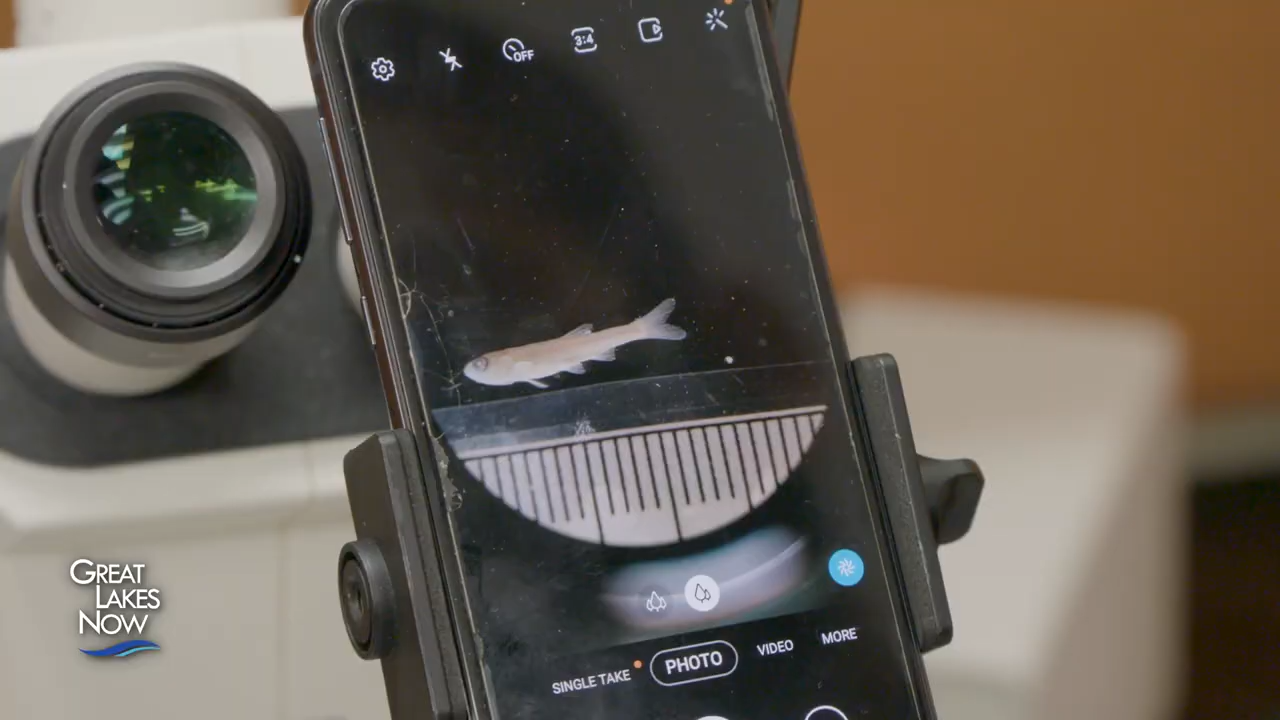 OFF
3:4
SINGLE TAKE
PHOTO
VIDEO
MORE
GREAT
LAKES
NOW